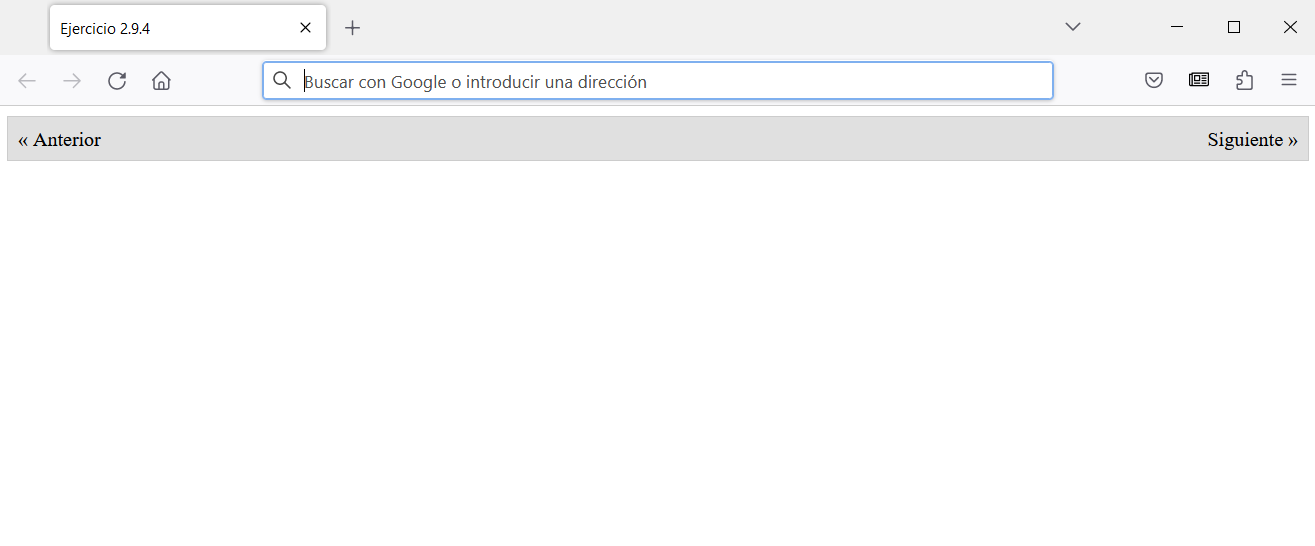 Ejercicio 2.9.4
Buscar con Google o introducir una dirección
« Anterior
Siguiente »